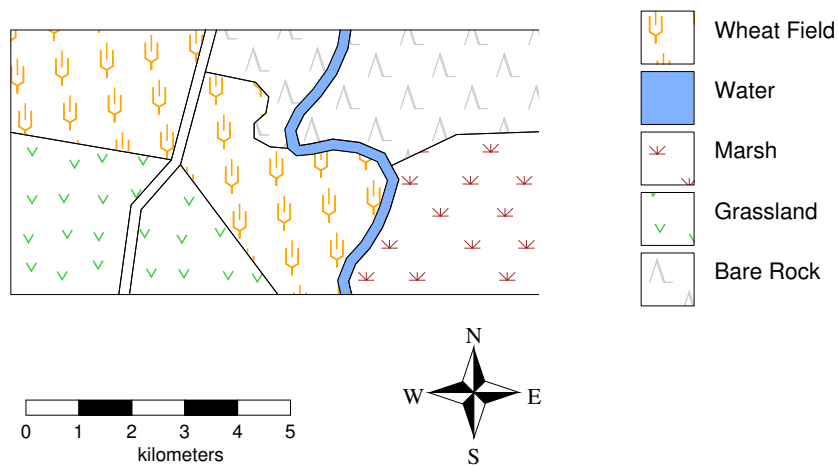 Wheat Field
Water
Marsh
Grassland
Bare Rock
N
W E
S
0 1 2 3 4 5
kilometers